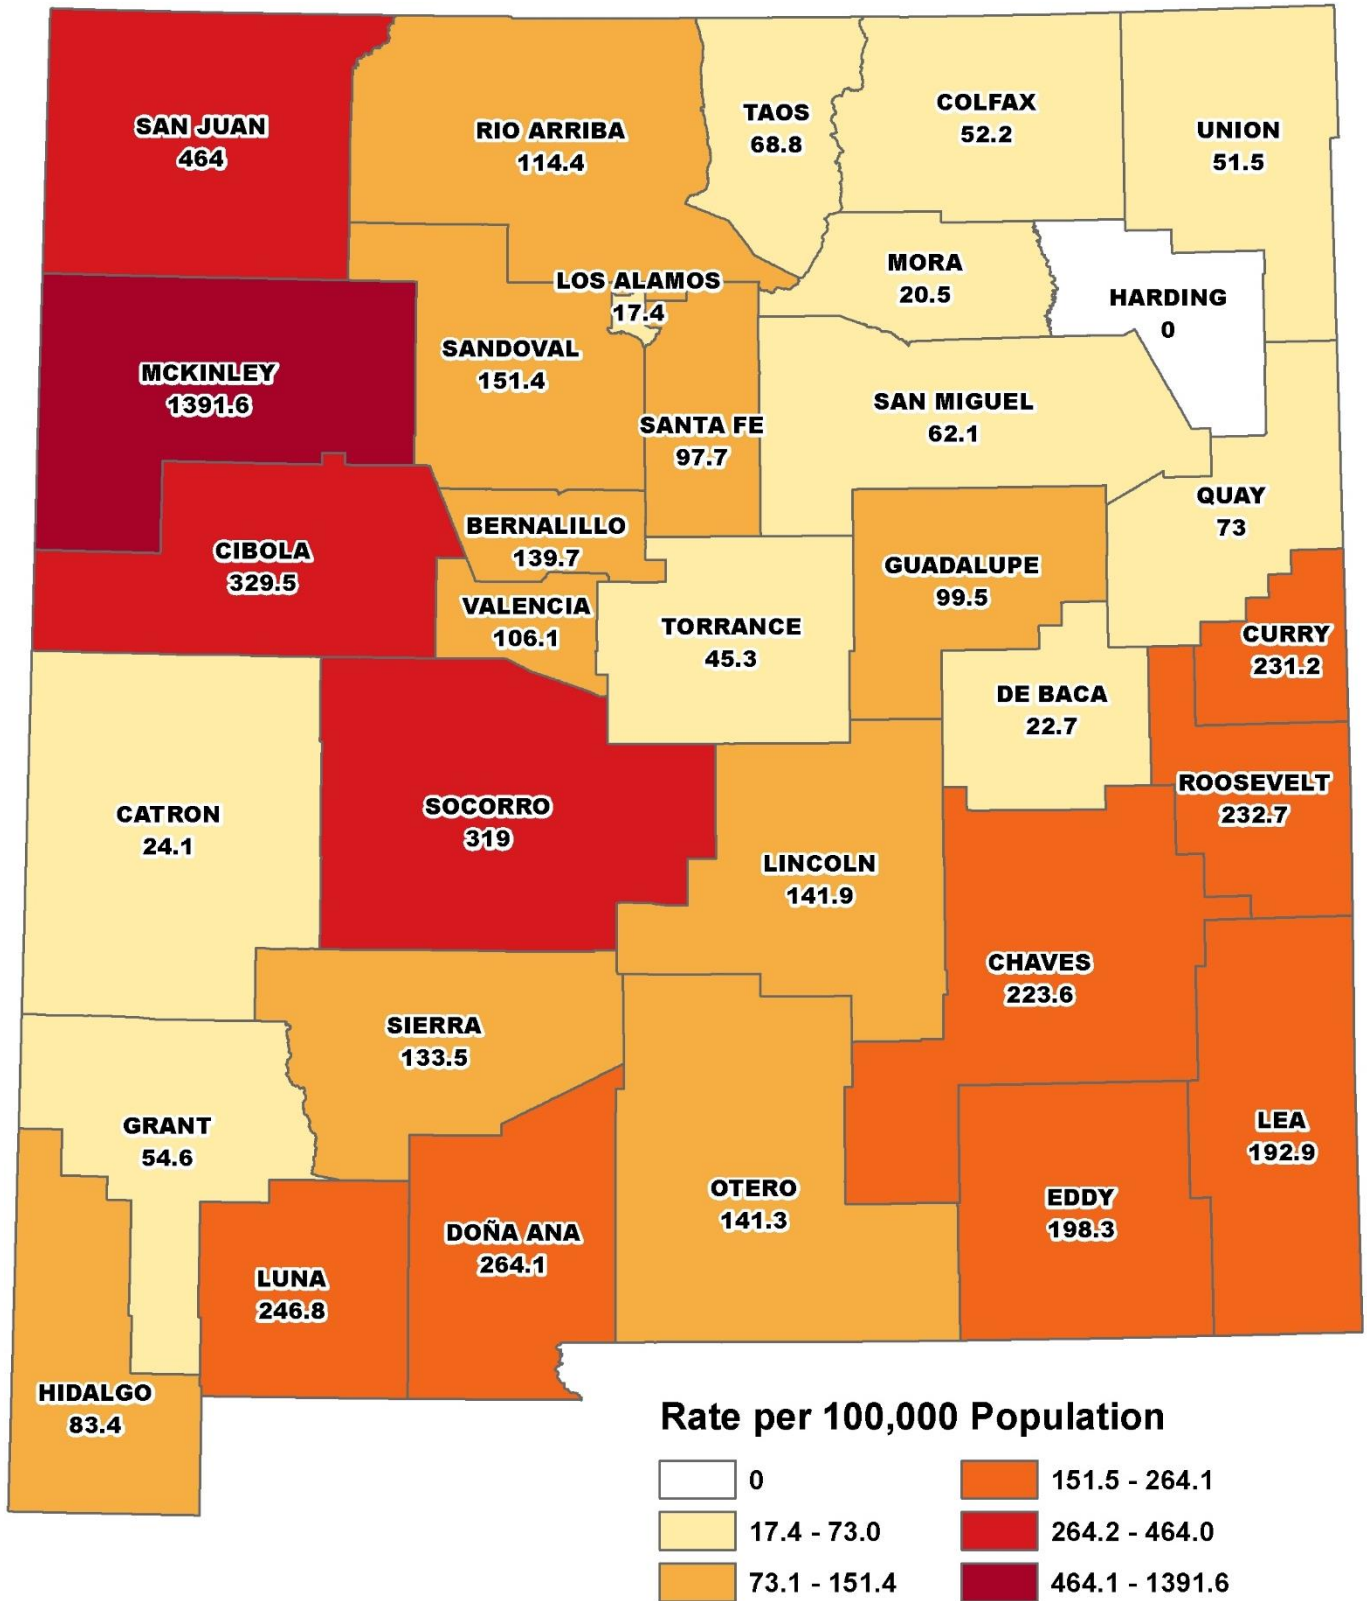 SAN JUAN
464
RIO ARRIBA
114.4
TAOS
68.8
COLFAX
52.2
UNION
51.5
LOS ALAMOS
17.4
MORA
20.5
HARDING
0
MCKINLEY
1391.6
SANDOVAL
151.4
SANTA FE
97.7
SAN MIGUEL
62.1
QUAY
73
CIBOLA
329.5
BERNALILLO
139.7
VALENCIA
106.1
TORRANCE
45.3
GUADALUPE
99.5
CURRY
231.2
DE BACA
22.7
ROOSEVELT
232.7
CATRON
24.1
SOCORRO
319
LINCOLN
141.9
CHAVES
223.6
SIERRA
133.5
GRANT
54.6
LEA
192.9
OTERO
141.3
EDDY
198.3
DOÑA ANA
264.1
LUNA
246.8
HIDALGO
83.4
Rate per 100,000 Population
0
17.4 - 73.0
73.1 - 151.4
151.5 - 264.1
264.2 - 464.0
464.1 - 1391.6